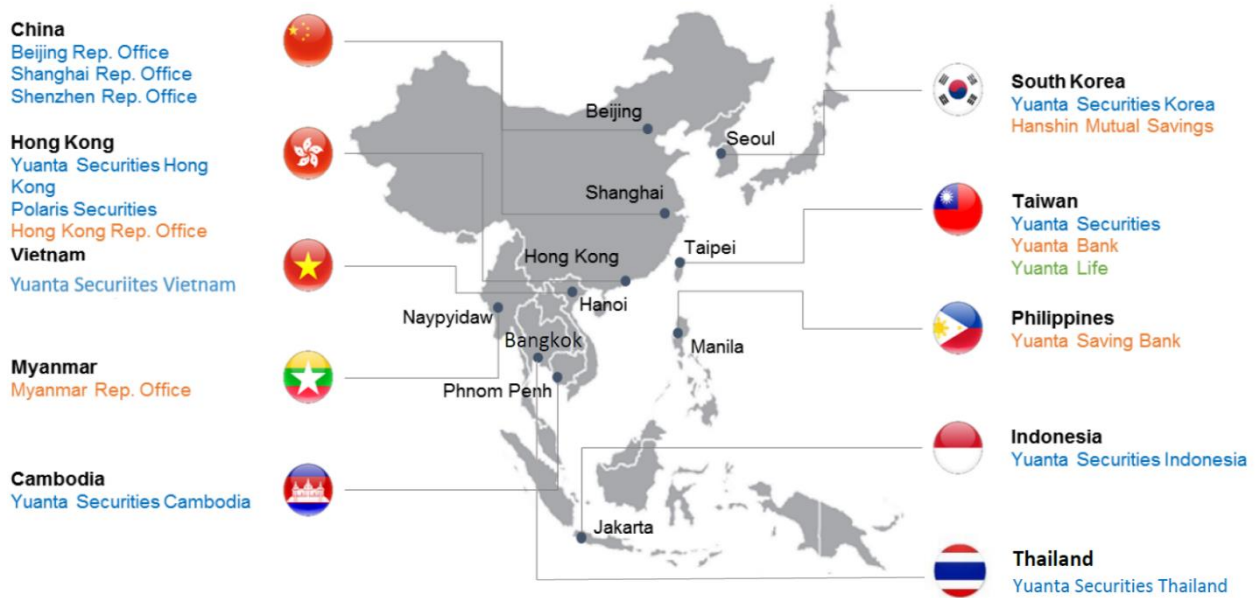 China
Beijing Rep. Office
Shanghai Rep. Office
Shenzhen Rep. Office
Hong Kong
Yuanta Securities Hong
Kong
Polaris Securities
Hong Kong Rep. Office
Vietnam
Yuanta Securiites Vietnam
Myanmar
Myanmar Rep. Office
Cambodia
Yuanta Securities Cambodia
Beijing
Seoul
Shanghai
Taipei
Hong Kong
Hanoi
Naypyidaw
Bangkok
Manila
Phnom Penh
Jakarta
South Korea
Yuanta Securities Korea
Hanshin Mutual Savings
Taiwan
Yuanta Securities
Yuanta Bank
Yuanta Life
Philippines
Yuanta Saving Bank
Indonesia
Yuanta Securities Indonesia
Thailand
Yuanta Securities Thailand